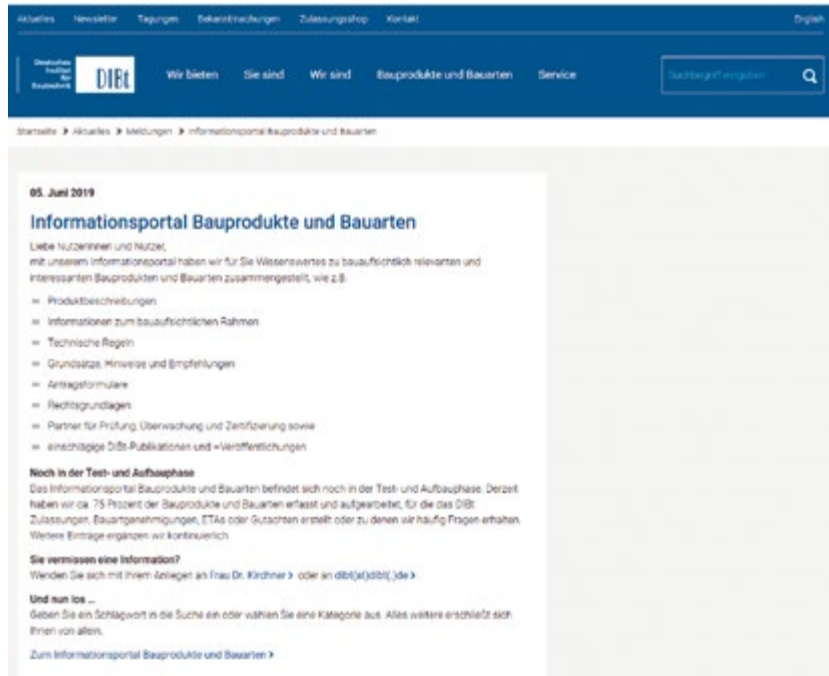 Aktuelles Newsletter Tagungen Bekanntmachungen Zulassungsshop Kontakt English
Deutsches
Institut
für
Bautechnik
DIBt
Wir bieten Sie sind Wir sind Bauprodukte und Bauarten Service Suchbegriff eingeben
Startseite > Aktuelles > Meldungen > Informationsportal Bauprodukte und Bauarten
05. Juni 2019
Informationsportal Bauprodukte und Bauarten
Liebe Nutzerinnen und Nutzer,
mit unserem Informationsportal haben wir für Sie Wissenswertes zu bauaufsichtlich relevanten und
interessanten Bauprodukten und Bauarten zusammengestellt, wie z.B.
Produktbeschreibungen
Informationen zum bauaufsichtlichen Rahmen
Technische Regeln
Grundsätze, Hinweise und Empfehlungen
Antragsformulare
Rechtsgrundlagen
Partner für Prüfung, Überwachung und Zertifizierung sowie
einschlägige DIBt-Publikationen und -Veröffentlichungen
Noch in der Test- und Aufbauphase
Das Informationsportal Bauprodukte und Bauarten befindet sich noch in der Test- und Aufbauphase. Derzeit
haben wir ca. 75 Prozent der Bauprodukte und Bauarten erfasst und aufgearbeitet, für die das DIBt
Zulassungen, Bauartgenehmigungen, ETAs oder Gutachten erstellt oder zu denen wir häufig Fragen erhalten.
Weitere Einträge ergänzen wir kontinuierlich.
Sie vermissen eine Information?
Wenden Sie sich mit Ihrem Anliegen an Frau Dr. Kirchner > oder an dibt(at)dibt(.)de >
Und nun los ...
Geben Sie ein Schlagwort in die Suche ein oder wählen Sie eine Kategorie aus. Alles weitere erschließt sich
Ihnen von allein.
Zum Informationsportal Bauprodukte und Bauarten >